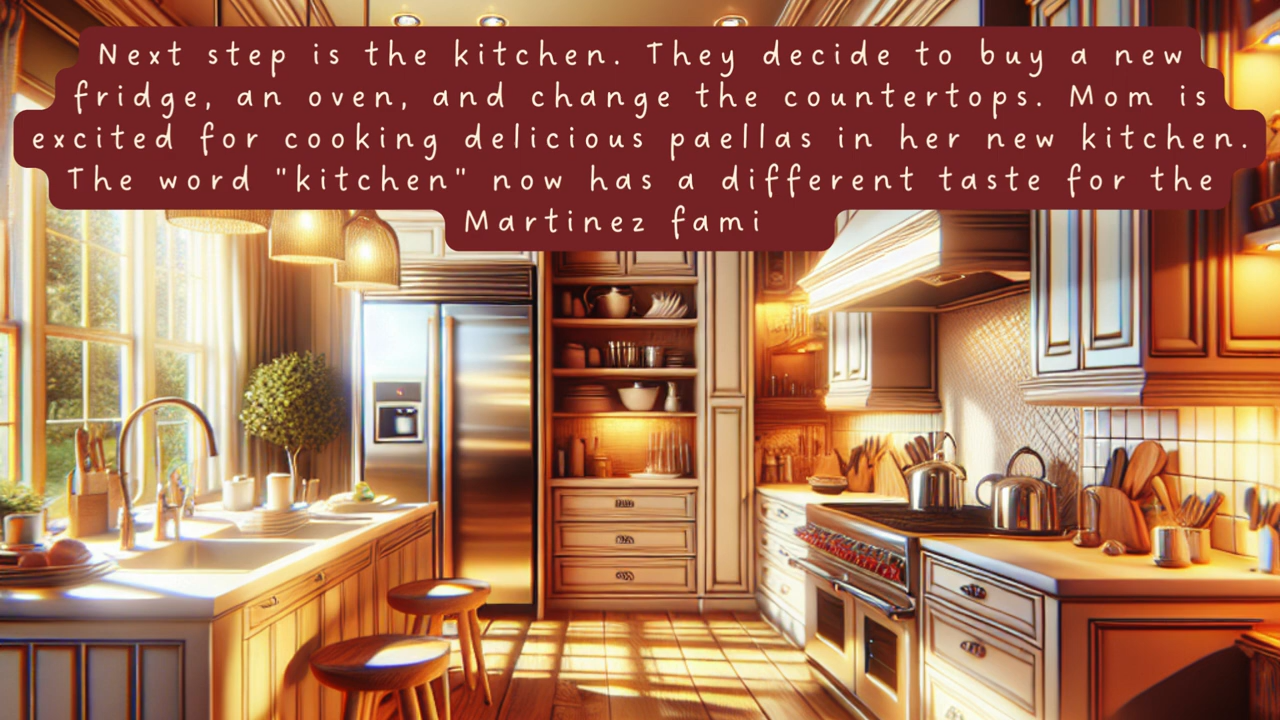 Next step is the kitchen. They decide to buy a new
fridge, an oven, and change the countertops. Mom is
excited for cooking delicious paellas in her new kitchen.
The word "kitchen" now has a different taste for the
Martinez fami